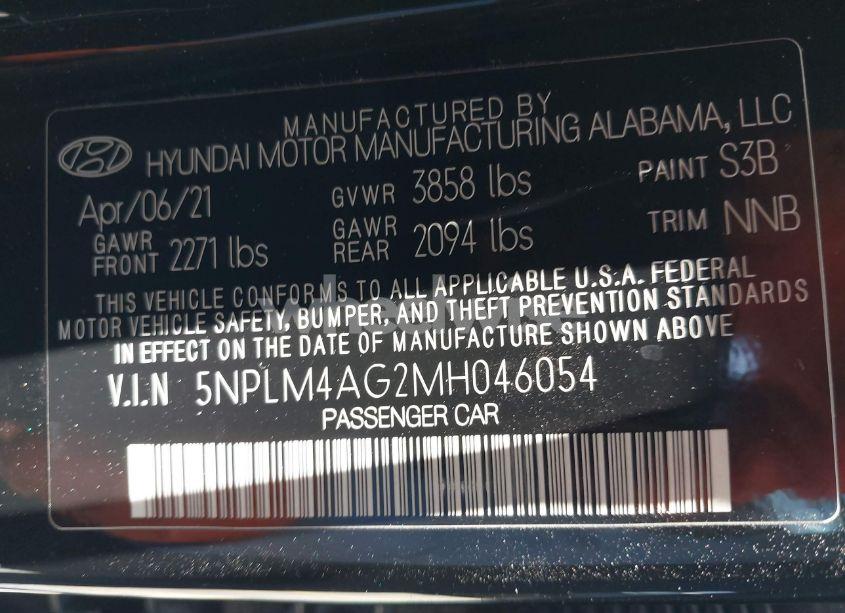 MANUFACTURED BY
HYUNDAI MOTOR MANUFACTURING ALABAMA, LLC
Apr/06/21 GVWR 3858 lbs PAINT S3B
GAWR FRONT 2271 lbs GAWR REAR 2094 lbs TRIM NNB
THIS VEHICLE CONFORMS TO ALL APPLICABLE U.S.A. FEDERAL
MOTOR VEHICLE SAFETY, BUMPER, AND THEFT PREVENTION STANDARDS
IN EFFECT ON THE DATE OF MANUFACTURE SHOWN ABOVE
V.I.N 5NPLM4AG2MH046054
PASSENGER CAR